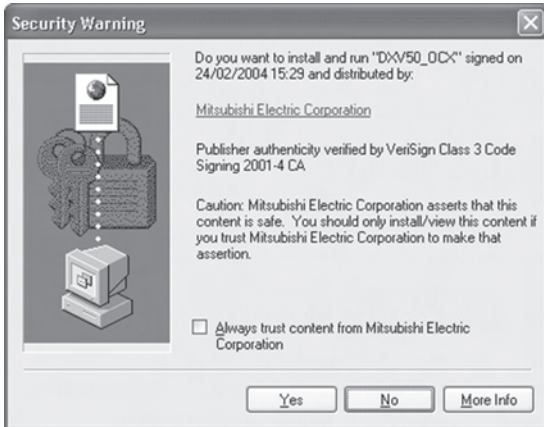 Security Warning
Do you want to install and run "DXV50_OCX" signed on
24/02/2004 15:29 and distributed by:
Mitsubishi Electric Corporation
Publisher authenticity verified by VeriSign Class 3 Code
Signing 2001-4 CA
Caution: Mitsubishi Electric Corporation asserts that this
content is safe. You should only install/view this content if
you trust Mitsubishi Electric Corporation to make that
assertion.
Always trust content from Mitsubishi Electric
Corporation
Yes No More Info